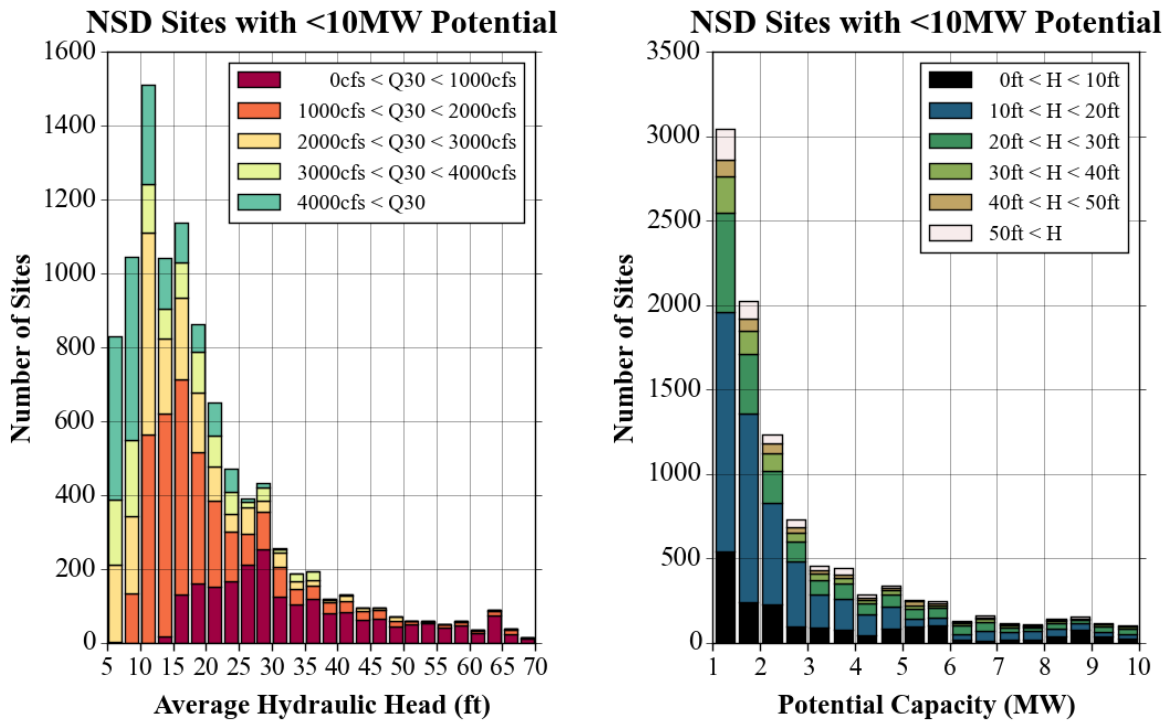 NSD Sites with <10MW Potential
1600
1400
1200
1000
800
600
400
200
0
Number of Sites
0cfs < Q30 < 1000cfs
1000cfs < Q30 < 2000cfs
2000cfs < Q30 < 3000cfs
3000cfs < Q30 < 4000cfs
4000cfs < Q30
5 10 15 20 25 30 35 40 45 50 55 60 65 70
Average Hydraulic Head (ft)
NSD Sites with <10MW Potential
3500
3000
2500
2000
1500
1000
500
0
Number of Sites
0ft < H < 10ft
10ft < H < 20ft
20ft < H < 30ft
30ft < H < 40ft
40ft < H < 50ft
50ft < H
1 2 3 4 5 6 7 8 9 10
Potential Capacity (MW)